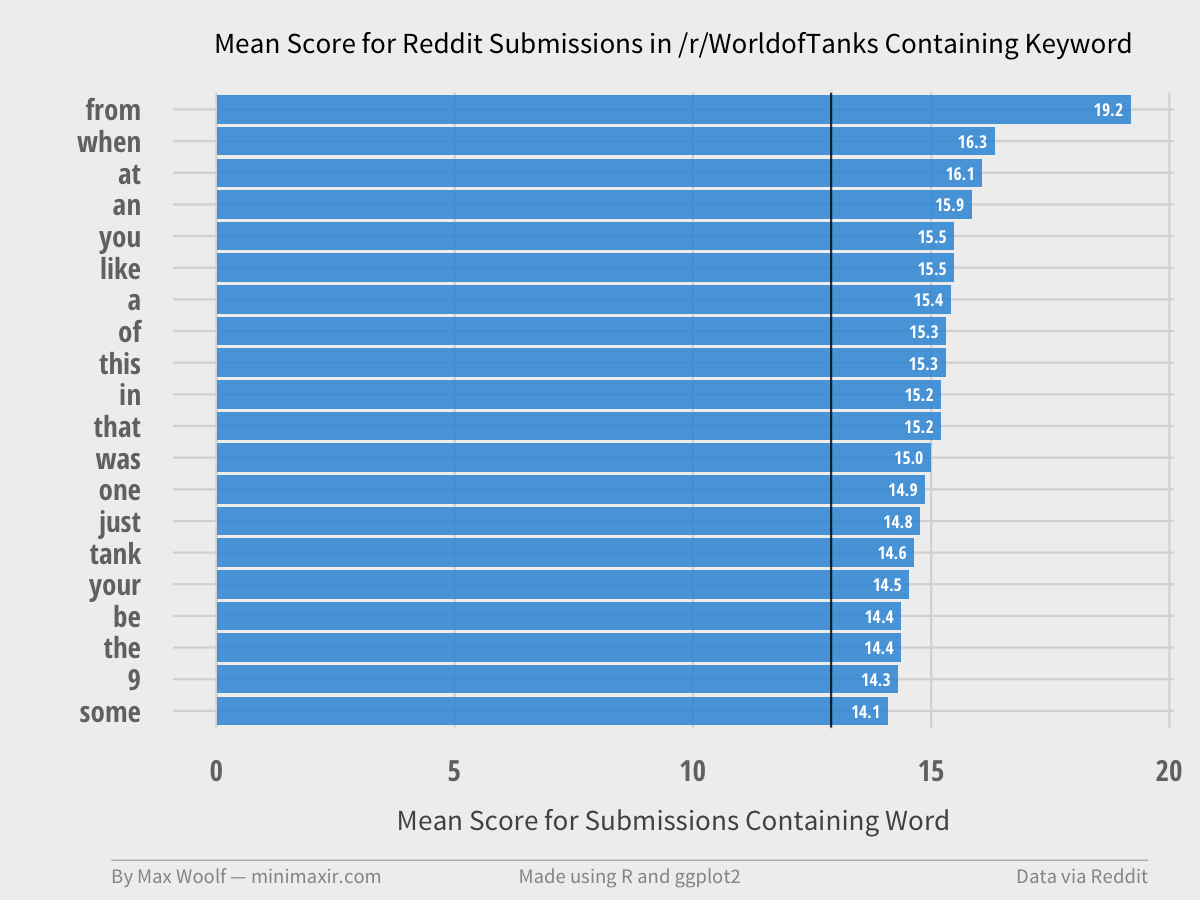 Mean Score for Reddit Submissions in /r/WorldofTanks Containing Keyword
from 19.2
when 16.3
at 16.1
an 15.9
you 15.5
like 15.5
a 15.4
of 15.3
this 15.3
in 15.2
that 15.2
was 15.0
one 14.9
just 14.8
tank 14.6
your 14.5
be 14.4
the 14.4
9 14.3
some 14.1
0 5 10 15 20
Mean Score for Submissions Containing Word
By Max Woolf — minimaxir.com Made using R and ggplot2 Data via Reddit